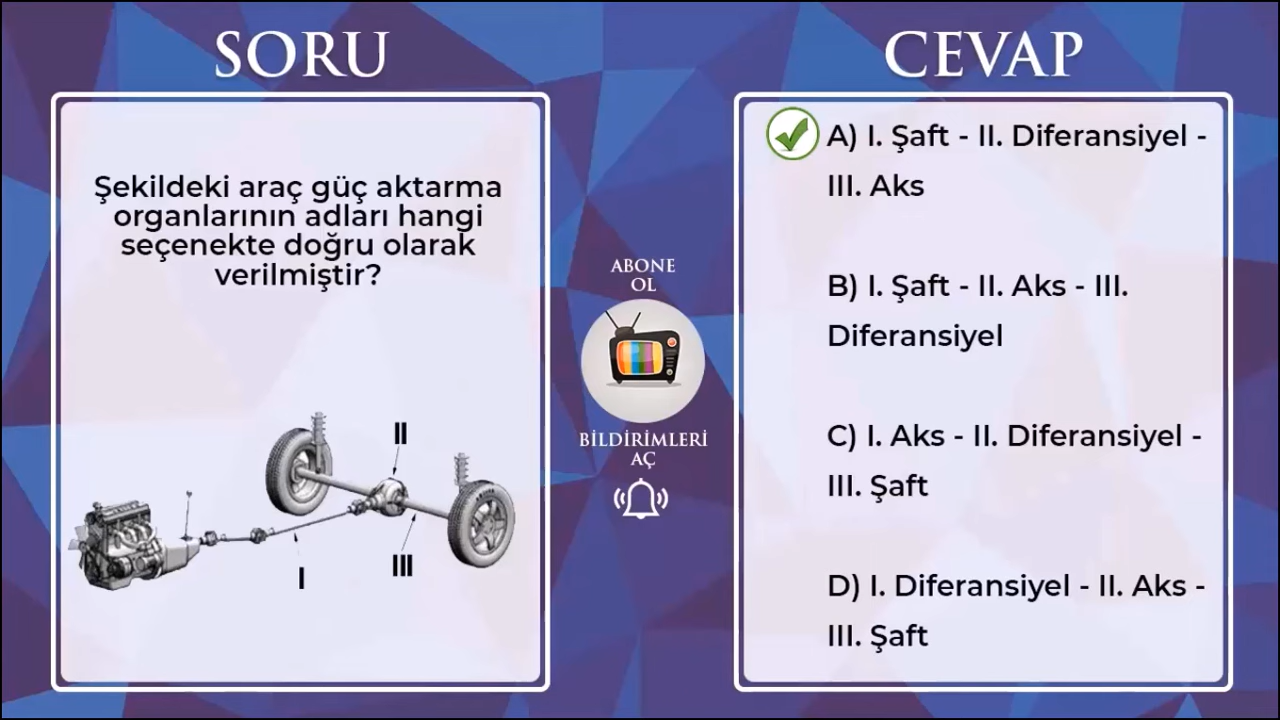 SORU
Şekildeki araç güç aktarma
organlarının adları hangi
seçenekte doğru olarak
verilmiştir?
II
I
III
ABONE
OL
BİLDİRİMLERİ
AÇ
CEVAP
A) I. Şaft - II. Diferansiyel -
III. Aks
B) I. Şaft - II. Aks - III.
Diferansiyel
C) I. Aks - II. Diferansiyel -
III. Şaft
D) I. Diferansiyel - II. Aks -
III. Şaft